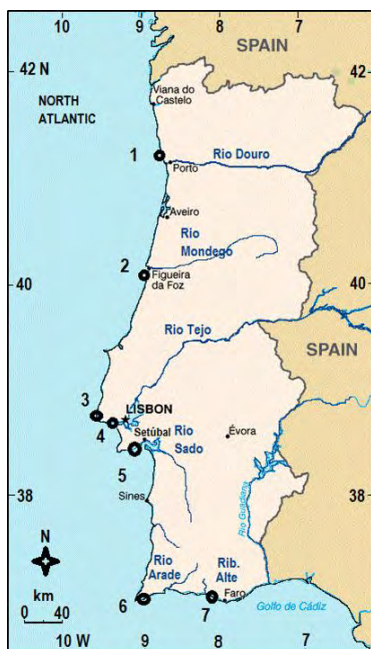 10 9 8 7
SPAIN
42 N
Viana do
Castelo
NORTH
ATLANTIC
1
Rio Douro
Porto
Aveiro
Rio
Mondego
2
40
Figueira
da Foz
40
Rio Tejo
SPAIN
3
LISBON
4
Setúbal
Rio
Sado
Évora
5
38
Sines
38
Rio Guadiana
N
Rio
Arade
Rib.
Alte
km
0 40
6
7
Faro
Golfo de Cádiz
10 W 9 8 7